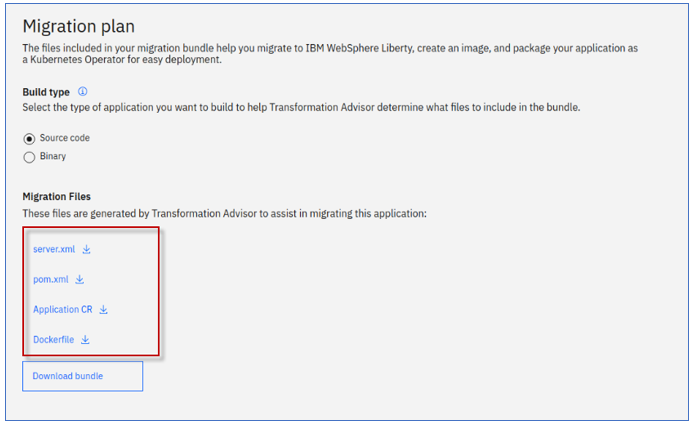 Migration plan
The files included in your migration bundle help you migrate to IBM WebSphere Liberty, create an image, and package your application as
a Kubernetes Operator for easy deployment.
Build type
Select the type of application you want to build to help Transformation Advisor determine what files to include in the bundle.
Source code
Binary
Migration Files
These files are generated by Transformation Advisor to assist in migrating this application:
server.xml
pom.xml
Application CR
Dockerfile
Download bundle